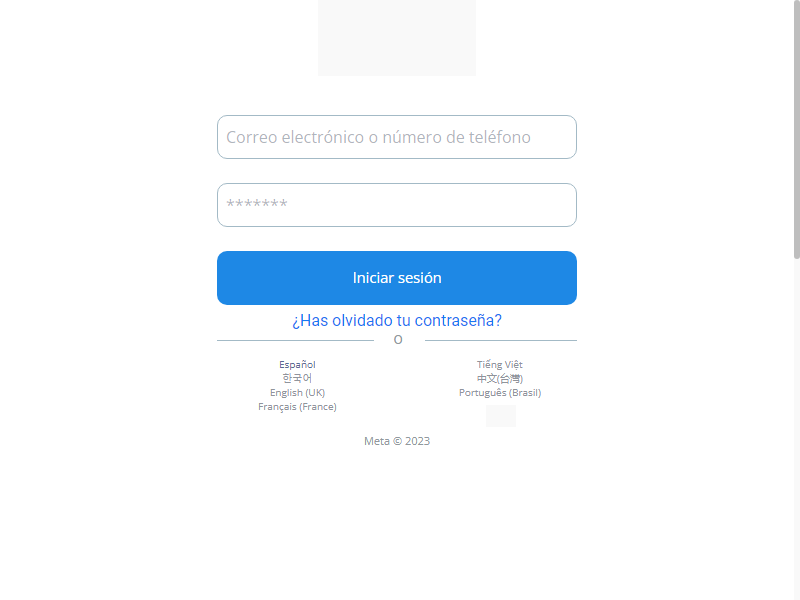 Correo electrónico o número de teléfono
*******
Iniciar sesión
¿Has olvidado tu contraseña?
O
Español
한국어
English (UK)
Français (France)
Tiếng Việt
中文(台灣)
Português (Brasil)
Meta © 2023